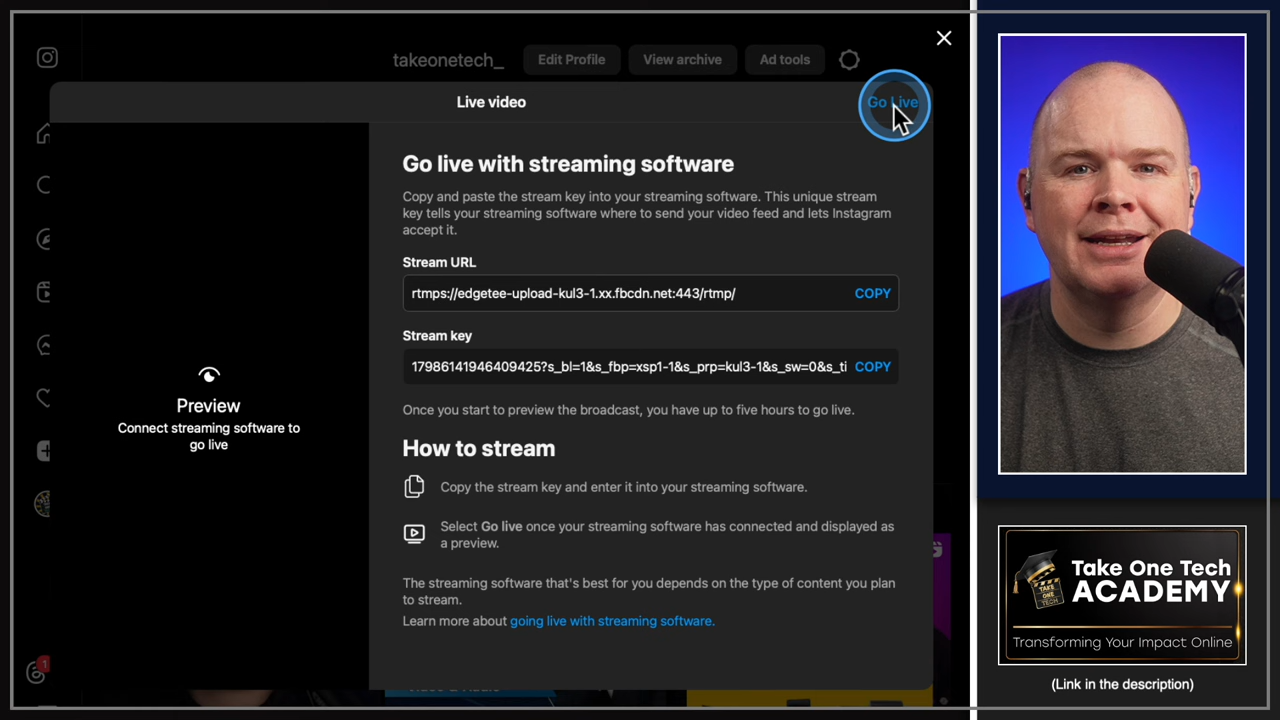 takeonetech_
Edit Profile
View archive
Ad tools
Live video
Go Live
Go live with streaming software
Copy and paste the stream key into your streaming software. This unique stream
key tells your streaming software where to send your video feed and lets Instagram
accept it.
Stream URL
rtmps://edgetee-upload-kul3-1.xx.fbcdn.net:443/rtmp/
COPY
Stream key
17986141946409425?s_bl=1&s_fbp=xsp1-1&s_prp=kul3-1&s_sw=0&s_ti
COPY
Once you start to preview the broadcast, you have up to five hours to go live.
Preview
Connect streaming software to
go live
How to stream
Copy the stream key and enter it into your streaming software.
Select Go live once your streaming software has connected and displayed as
a preview.
The streaming software that's best for you depends on the type of content you plan
to stream.
Learn more about going live with streaming software.
1
TAKE
ONE
TECH
Take One Tech
ACADEMY
Transforming Your Impact Online
(Link in the description)